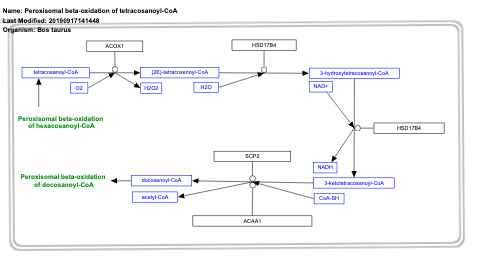 Name: Peroxisomal beta-oxidation of tetracosanoyl-CoA
Last Modified: 20190917141448
Organism: Bos taurus
ACOX1
HSD17B4
tetracosanoyl-CoA
(2E)-tetracosenoyl-CoA
3-hydroxytetracosanoyl-CoA
O2
H2O2
H2O
NAD+
Peroxisomal beta-oxidation
of hexacosanoyl-CoA
HSD17B4
SCP2
NADH
Peroxisomal beta-oxidation
of docosanoyl-CoA
docosanoyl-CoA
3-ketotetracosanoyl-CoA
acetyl-CoA
CoA-SH
ACAA1